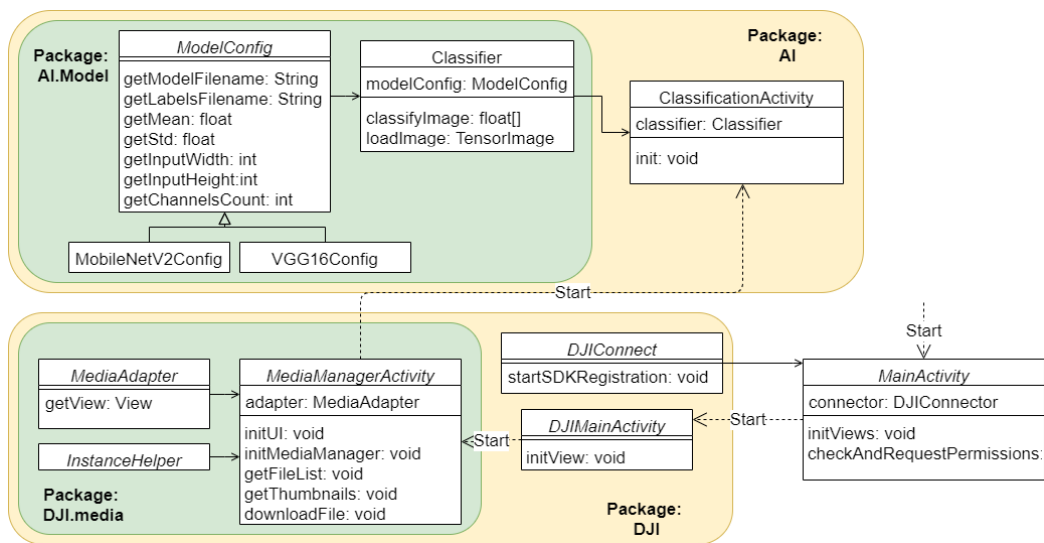 Package:
AI.Model
ModelConfig
getModelFilename: String
getLabelsFilename: String
getMean: float
getStd: float
getInputWidth: int
getInputHeight:int
getChannelsCount: int
MobileNetV2Config
VGG16Config
Classifier
modelConfig: ModelConfig
classifyImage: float[]
loadImage: TensorImage
Package:
AI
ClassificationActivity
classifier: Classifier
init: void
Start
MediaAdapter
getView: View
InstanceHelper
Package:
DJI.media
MediaManagerActivity
adapter: MediaAdapter
initUI: void
initMediaManager: void
getFileList: void
getThumbnails: void
downloadFile: void
Start
DJIConnect
startSDKRegistration: void
DJIMainActivity
initView: void
Package:
DJI
Start
Start
MainActivity
connector: DJIConnector
initViews: void
checkAndRequestPermissions: